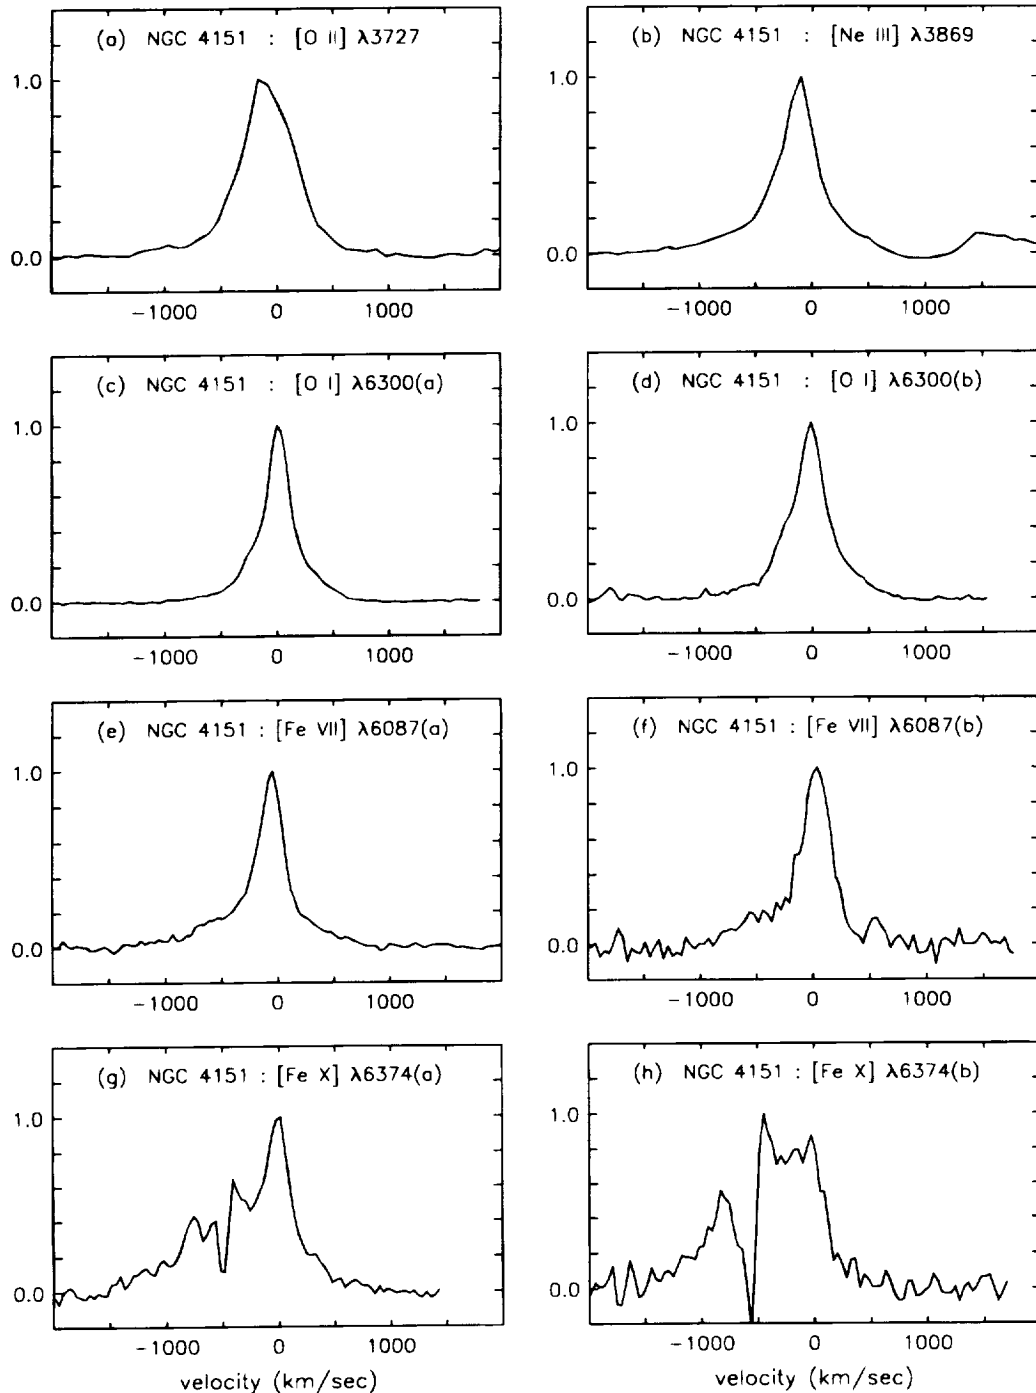 (a) NGC 4151 : [O II] λ3727
1.0
0.0
−1000 0 1000
(b) NGC 4151 : [Ne III] λ3869
1.0
0.0
−1000 0 1000
(c) NGC 4151 : [O I] λ6300(a)
1.0
0.0
−1000 0 1000
(d) NGC 4151 : [O I] λ6300(b)
1.0
0.0
−1000 0 1000
(e) NGC 4151 : [Fe VII] λ6087(a)
1.0
0.0
−1000 0 1000
(f) NGC 4151 : [Fe VII] λ6087(b)
1.0
0.0
−1000 0 1000
(g) NGC 4151 : [Fe X] λ6374(a)
1.0
0.0
−1000 0 1000
velocity (km/sec)
(h) NGC 4151 : [Fe X] λ6374(b)
1.0
0.0
−1000 0 1000
velocity (km/sec)